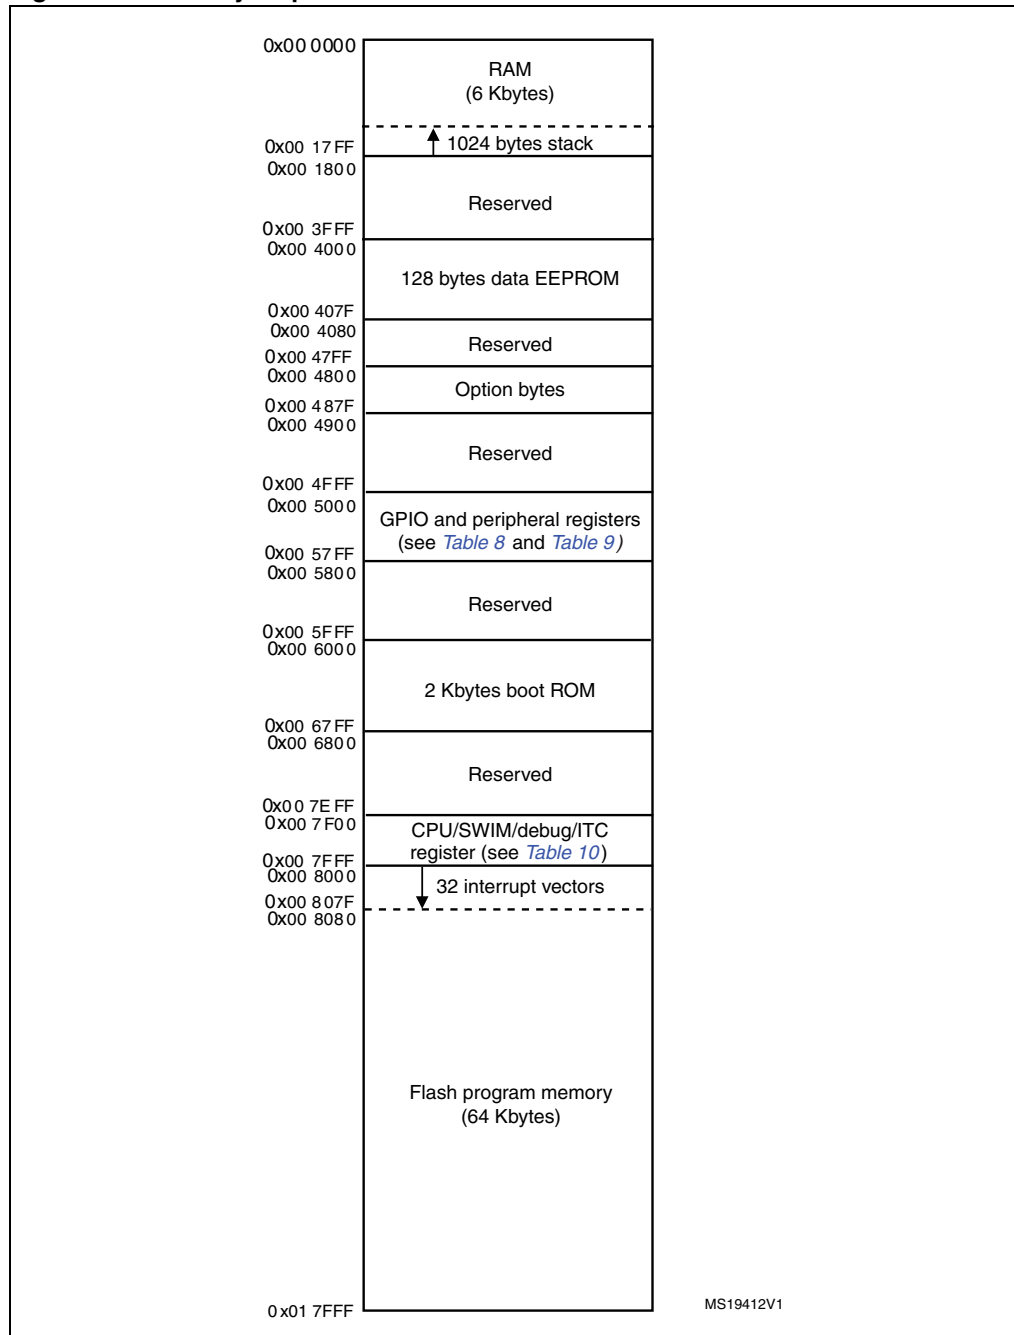 0x00 0000
RAM
(6 Kbytes)
1024 bytes stack
0x00 17FF
0x00 1800
Reserved
0x00 3FFF
0x00 4000
128 bytes data EEPROM
0x00 407F
0x00 4080
Reserved
0x00 47FF
0x00 4800
Option bytes
0x00 487F
0x00 4900
Reserved
0x00 4FFF
0x00 5000
GPIO and peripheral registers
(see Table 8 and Table 9)
0x00 57FF
0x00 5800
Reserved
0x00 5FFF
0x00 6000
2 Kbytes boot ROM
0x00 67FF
0x00 6800
Reserved
0x00 7EFF
0x00 7F00
CPU/SWIM/debug/ITC
register (see Table 10)
0x00 7FFF
0x00 8000
32 interrupt vectors
0x00 807F
0x00 8080
Flash program memory
(64 Kbytes)
0x01 7FFF
MS19412V1